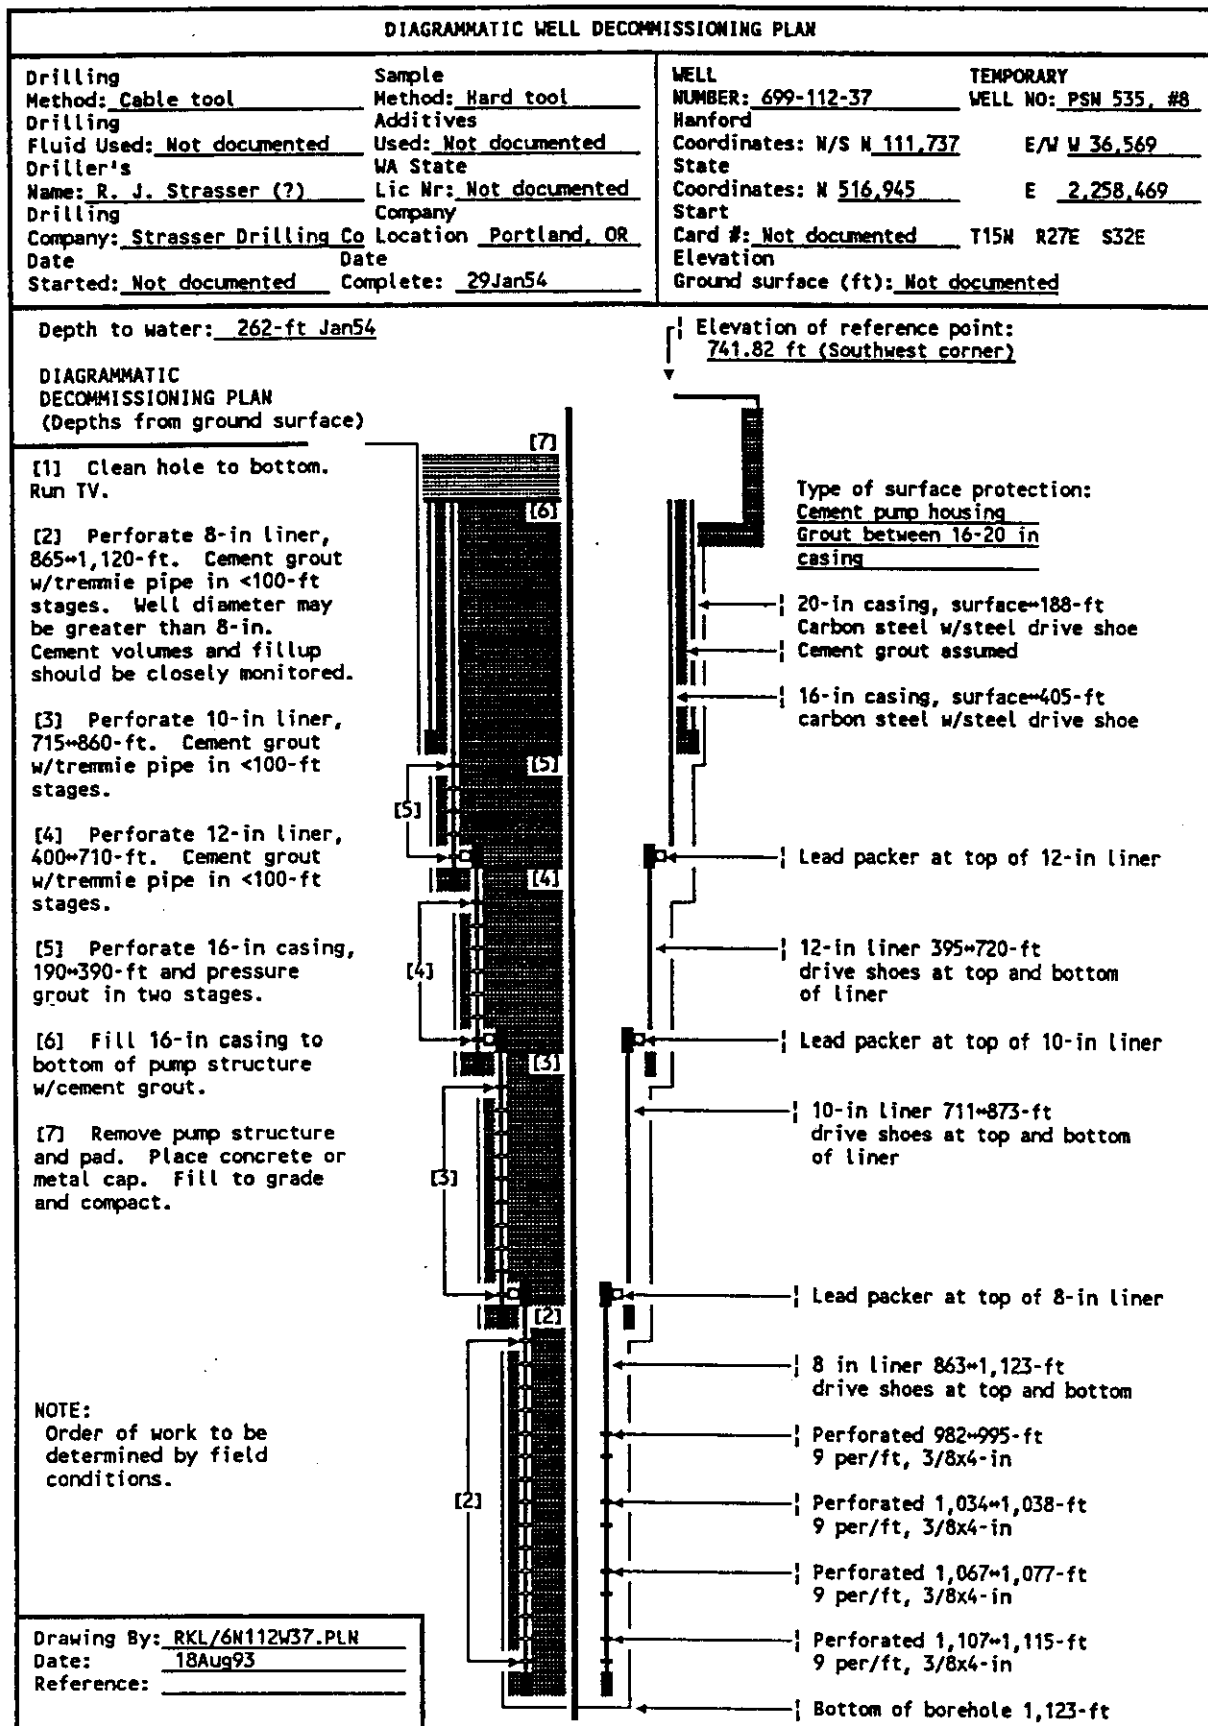 DIAGRAMMATIC WELL DECOMMISSIONING PLAN
Drilling Sample
Method: Cable tool Method: Hard tool
Drilling Additives
Fluid Used: Not documented Used: Not documented
Driller's WA State
Name: R. J. Strasser (?) Lic Nr: Not documented
Drilling Company
Company: Strasser Drilling Co Location Portland, OR
Date Date
Started: Not documented Complete: 29Jan54
WELL TEMPORARY
NUMBER: 699-112-37 WELL NO: PSN 535, #8
Hanford
Coordinates: N/S N 111,737 E/W W 36,569
State
Coordinates: N 516,945 E 2,258,469
Start
Card #: Not documented T15N R27E S32E
Elevation
Ground surface (ft): Not documented
Depth to water: 262-ft Jan54
Elevation of reference point:
741.82 ft (Southwest corner)
DIAGRAMMATIC
DECOMMISSIONING PLAN
(Depths from ground surface)
[1] Clean hole to bottom.
Run TV.
[2] Perforate 8-in liner,
865↔1,120-ft. Cement grout
w/tremmie pipe in <100-ft
stages. Well diameter may
be greater than 8-in.
Cement volumes and fillup
should be closely monitored.
[3] Perforate 10-in liner,
715↔860-ft. Cement grout
w/tremmie pipe in <100-ft
stages.
[4] Perforate 12-in liner,
400↔710-ft. Cement grout
w/tremmie pipe in <100-ft
stages.
[5] Perforate 16-in casing,
190↔390-ft and pressure
grout in two stages.
[6] Fill 16-in casing to
bottom of pump structure
w/cement grout.
[7] Remove pump structure
and pad. Place concrete or
metal cap. Fill to grade
and compact.
NOTE:
Order of work to be
determined by field
conditions.
[7]
[6]
[5]
[5]
[4]
[4]
[3]
[3]
[2]
[2]
Type of surface protection:
Cement pump housing
Grout between 16-20 in
casing
20-in casing, surface↔188-ft
Carbon steel w/steel drive shoe
Cement grout assumed
16-in casing, surface↔405-ft
carbon steel w/steel drive shoe
Lead packer at top of 12-in liner
12-in liner 395↔720-ft
drive shoes at top and bottom
of liner
Lead packer at top of 10-in liner
10-in liner 711↔873-ft
drive shoes at top and bottom
of liner
Lead packer at top of 8-in liner
8 in liner 863↔1,123-ft
drive shoes at top and bottom
Perforated 982↔995-ft
9 per/ft, 3/8x4-in
Perforated 1,034↔1,038-ft
9 per/ft, 3/8x4-in
Perforated 1,067↔1,077-ft
9 per/ft, 3/8x4-in
Perforated 1,107↔1,115-ft
9 per/ft, 3/8x4-in
Bottom of borehole 1,123-ft
Drawing By: RKL/6N112W37.PLN
Date: 18Aug93
Reference: